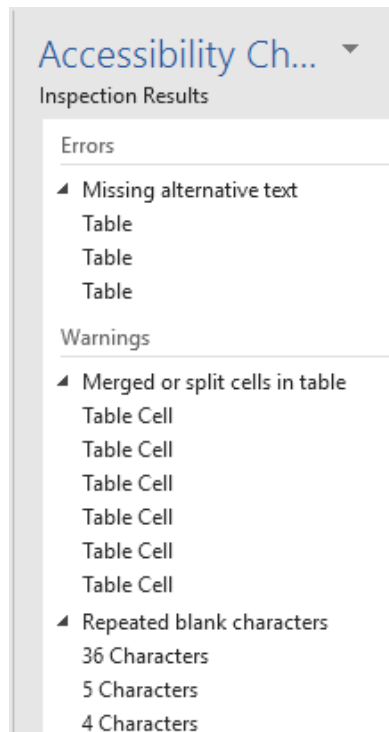 Accessibility Ch...
Inspection Results
Errors
Missing alternative text
Table
Table
Table
Warnings
Merged or split cells in table
Table Cell
Table Cell
Table Cell
Table Cell
Table Cell
Table Cell
Repeated blank characters
36 Characters
5 Characters
4 Characters